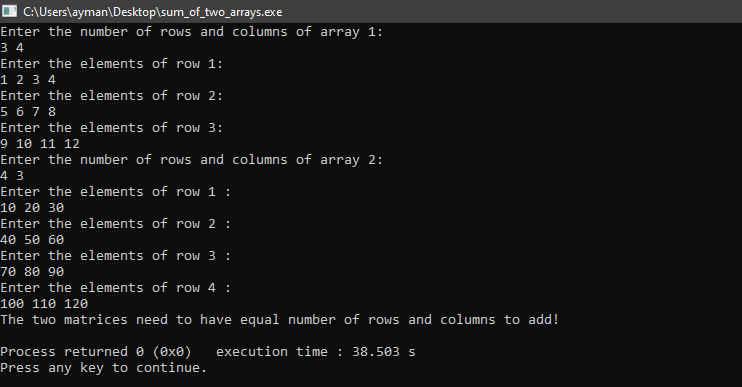 C:\Users\ayman\Desktop\sum_of_two_arrays.exe
Enter the number of rows and columns of array 1:
3 4
Enter the elements of row 1:
1 2 3 4
Enter the elements of row 2:
5 6 7 8
Enter the elements of row 3:
9 10 11 12
Enter the number of rows and columns of array 2:
4 3
Enter the elements of row 1 :
10 20 30
Enter the elements of row 2 :
40 50 60
Enter the elements of row 3 :
70 80 90
Enter the elements of row 4 :
100 110 120
The two matrices need to have equal number of rows and columns to add!
Process returned 0 (0x0)   execution time : 38.503 s
Press any key to continue.